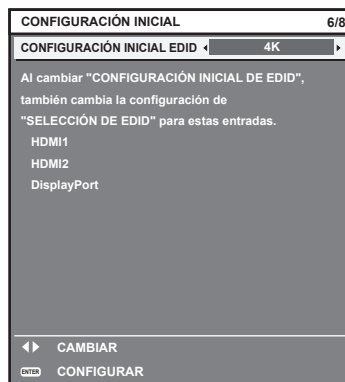 CONFIGURACIÓN INICIAL 6/8
CONFIGURACIÓN INICIAL EDID 4K
Al cambiar "CONFIGURACIÓN INICIAL DE EDID",
también cambia la configuración de
"SELECCIÓN DE EDID" para estas entradas.
HDMI1
HDMI2
DisplayPort
CAMBIAR
ENTER CONFIGURAR